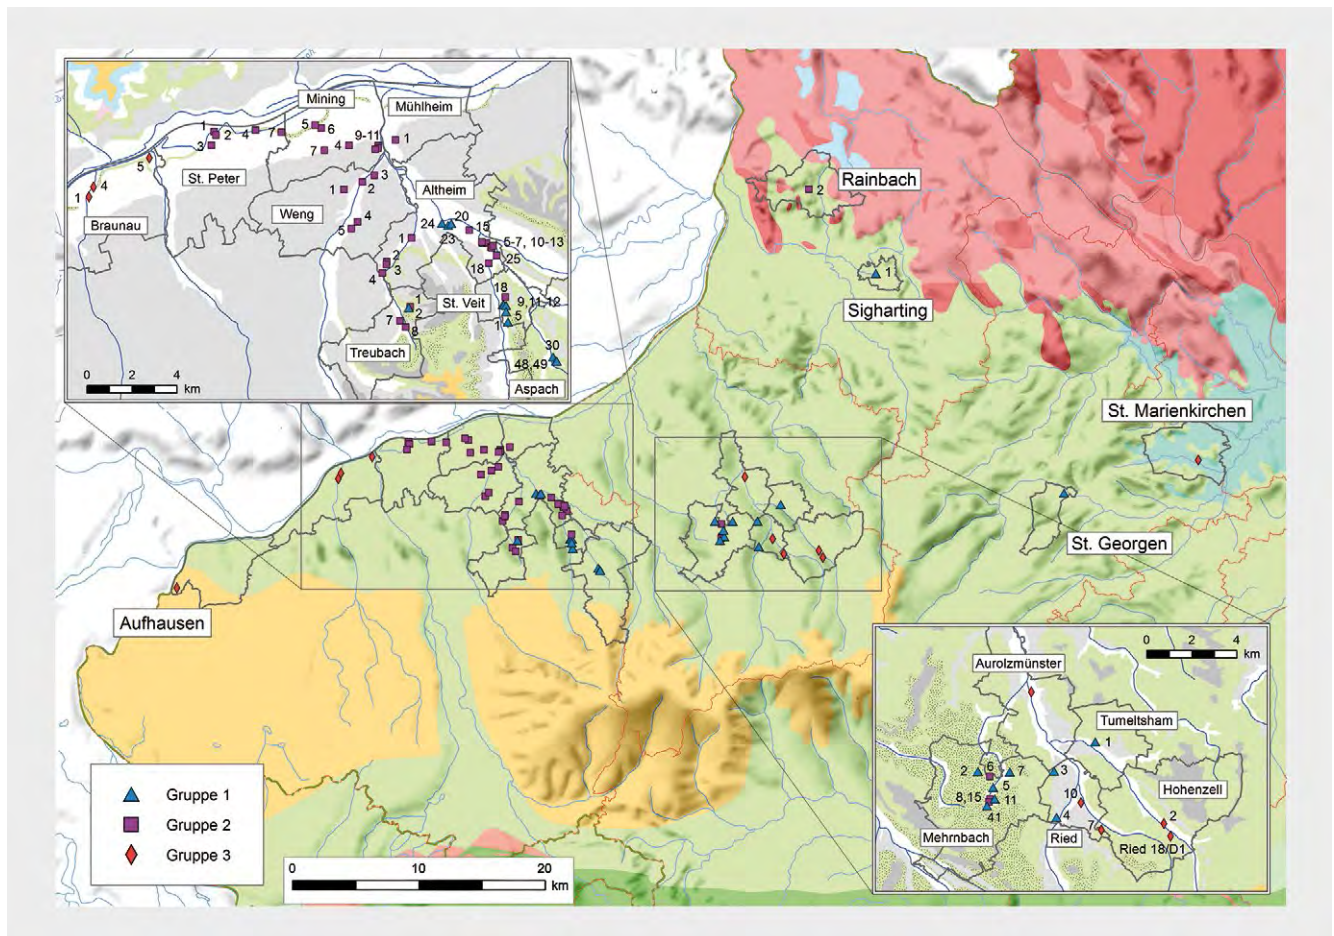 Mining
Mühlheim
1
2
4
7
5
6
9-11
1
3
7
4
5
St. Peter
3
4
1
2
1
Altheim
Braunau
Weng
4
5
24
20
15
1
23
5-7, 10-13
25
2
3
18
4
St. Veit
18
1
9, 11, 12
2
5
7
1
8
Treubach
30
48, 49
Aspach
0 2 4
km
Rainbach
2
1
Sigharting
St. Marienkirchen
St. Georgen
Aufhausen
Gruppe 1
Gruppe 2
Gruppe 3
0 10 20
km
0 2 4
km
Aurolzmünster
Tumeltsham
1
2
6
7
3
5
Hohenzell
8, 15
11
10
41
4
2
7
Mehrnbach
Ried
Ried 18/D1